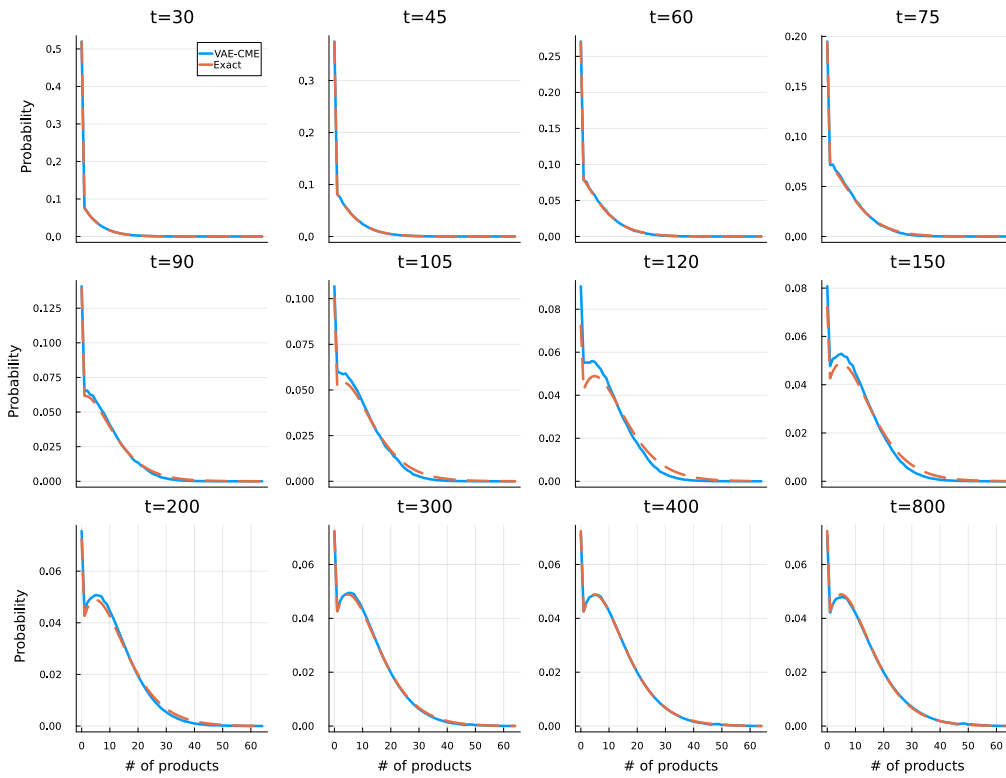 t=30
t=45
t=60
t=75
VAE-CME
Exact
Probability
0.5
0.4
0.3
0.2
0.1
0.0
0.3
0.2
0.1
0.0
0.25
0.20
0.15
0.10
0.05
0.00
0.20
0.15
0.10
0.05
0.00
t=90
t=105
t=120
t=150
Probability
0.125
0.100
0.075
0.050
0.025
0.000
0.100
0.075
0.050
0.025
0.000
0.08
0.06
0.04
0.02
0.00
0.08
0.06
0.04
0.02
0.00
t=200
t=300
t=400
t=800
Probability
0.06
0.04
0.02
0.00
0.06
0.04
0.02
0.00
0.06
0.04
0.02
0.00
0.06
0.04
0.02
0.00
0 10 20 30 40 50 60
0 10 20 30 40 50 60
0 10 20 30 40 50 60
0 10 20 30 40 50 60
# of products
# of products
# of products
# of products